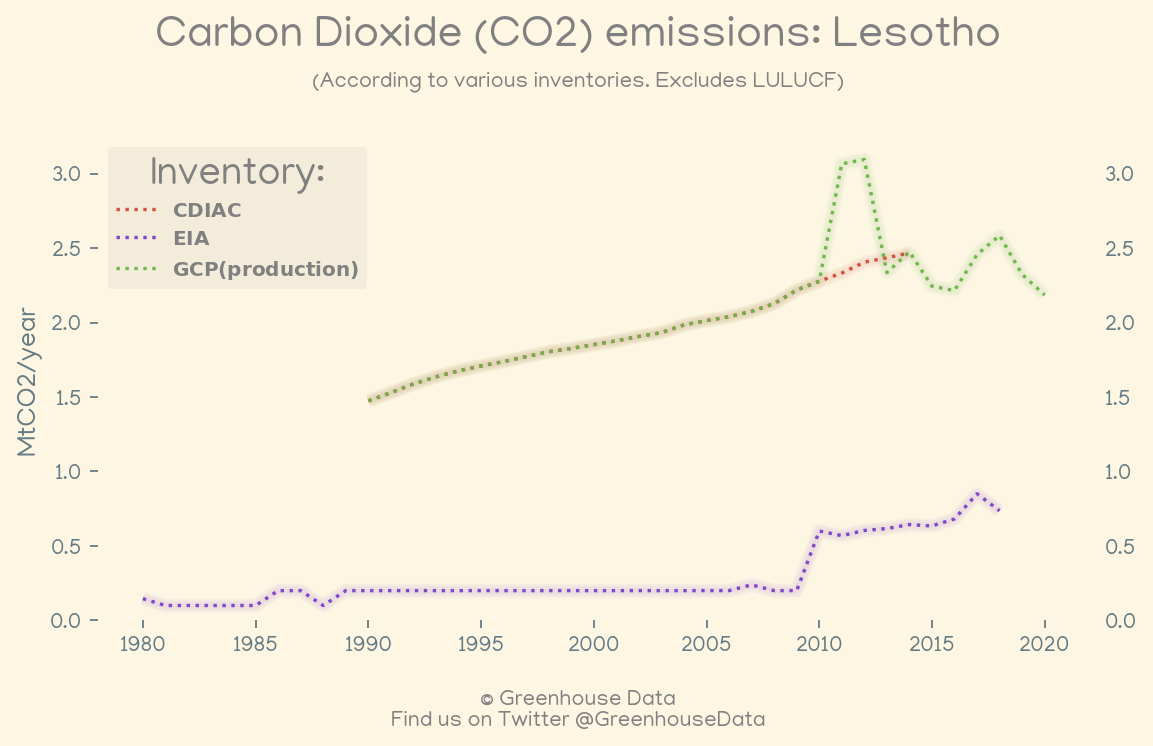 Carbon Dioxide (CO2) emissions: Lesotho
(According to various inventories. Excludes LULUCF)
Inventory:
CDIAC
EIA
GCP(production)
MtCO2/year
3.0
2.5
2.0
1.5
1.0
0.5
0.0
3.0
2.5
2.0
1.5
1.0
0.5
0.0
1980 1985 1990 1995 2000 2005 2010 2015 2020
© Greenhouse Data
Find us on Twitter @GreenhouseData